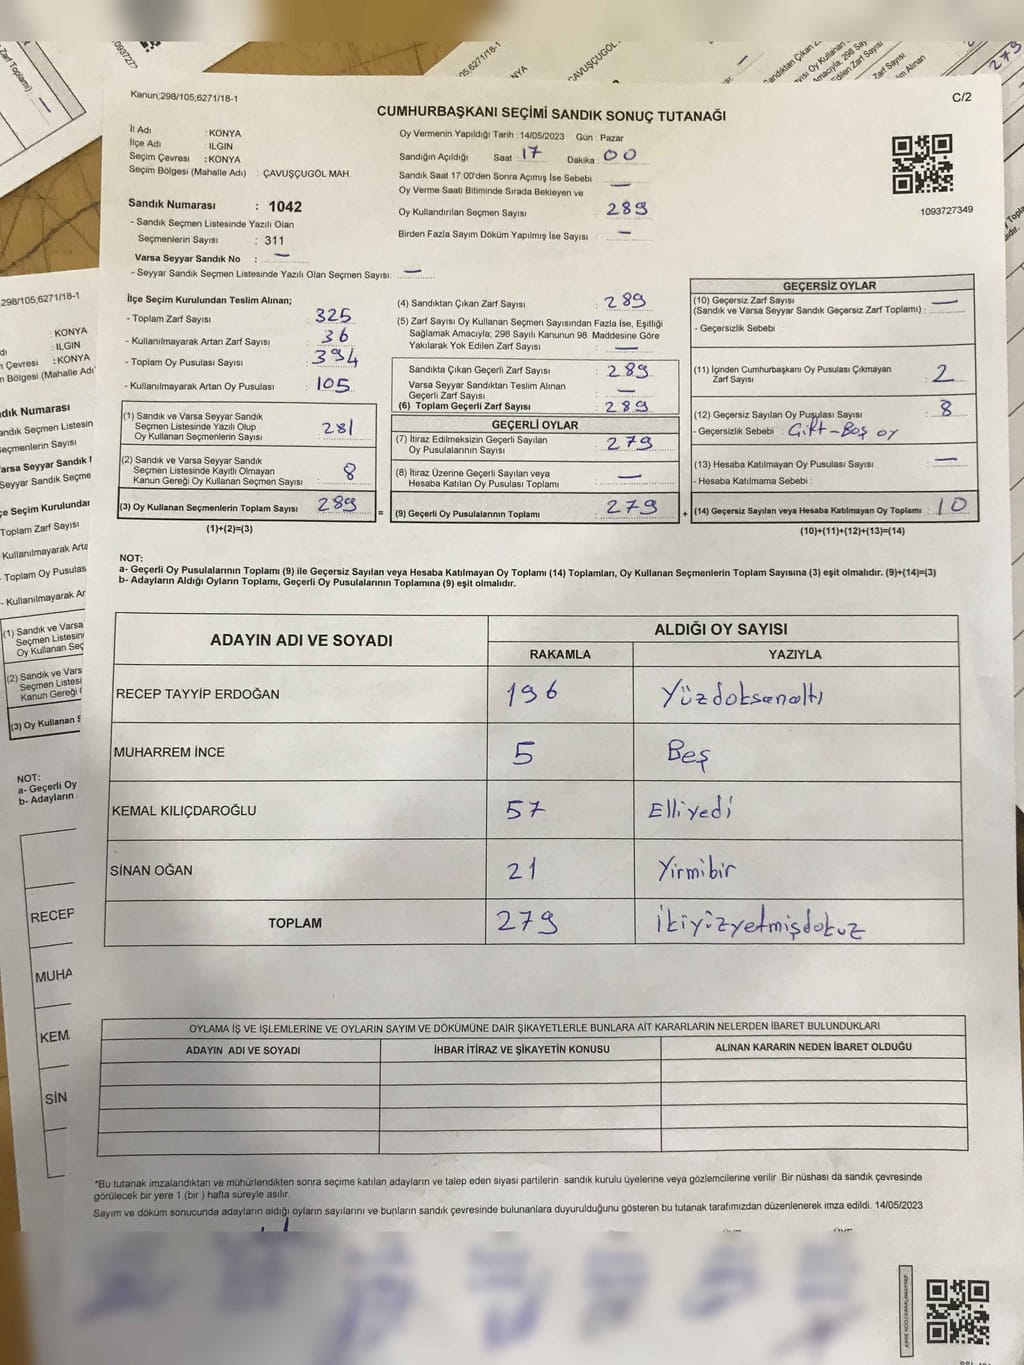 Kanun;298/105,6271/18-1
C/2
CUMHURBAŞKANI SEÇİMİ SANDIK SONUÇ TUTANAĞI
İl Adı : KONYA
İlçe Adı : ILGIN
Seçim Çevresi : KONYA
Seçim Bölgesi (Mahalle Adı) : ÇAVUŞÇUGÖL MAH.
Oy Vermenin Yapıldığı Tarih : 14/05/2023 Gün : Pazar
Sandığın Açıldığı Saat : 17 Dakika : 00
Sandık Saat 17:00'den Sonra Açımış İse Sebebi : —
Oy Verme Saati Bitiminde Sırada Bekleyen ve
Oy Kullandırılan Seçmen Sayısı : 289
Birden Fazla Sayım Döküm Yapılmış İse Sayısı : —
1093727349
Sandık Numarası : 1042
- Sandık Seçmen Listesinde Yazılı Olan
Seçmenlerin Sayısı : 311
Varsa Seyyar Sandık No : —
- Seyyar Sandık Seçmen Listesinde Yazılı Olan Seçmen Sayısı: —
İlçe Seçim Kurulundan Teslim Alınan;
- Toplam Zarf Sayısı : 325
- Kullanılmayarak Artan Zarf Sayısı : 36
- Toplam Oy Pusulası Sayısı : 394
- Kullanılmayarak Artan Oy Pusulası : 105
(1) Sandık ve Varsa Seyyar Sandık
Seçmen Listesinde Yazılı Olup
Oy Kullanan Seçmenlerin Sayısı : 281
(2) Sandık ve Varsa Seyyar Sandık
Seçmen Listesinde Kayıtlı Olmayan
Kanun Gereği Oy Kullanan Seçmen Sayısı : 8
(3) Oy Kullanan Seçmenlerin Toplam Sayısı : 289
(1)+(2)=(3)
(4) Sandıktan Çıkan Zarf Sayısı : 289
(5) Zarf Sayısı Oy Kullanan Seçmen Sayısından Fazla İse, Eşitliği
Sağlamak Amacıyla; 298 Sayılı Kanunun 98. Maddesine Göre
Yakılarak Yok Edilen Zarf Sayısı : —
Sandıkta Çıkan Geçerli Zarf Sayısı : 289
Varsa Seyyar Sandıktan Teslim Alınan
Geçerli Zarf Sayısı : —
(6) Toplam Geçerli Zarf Sayısı : 289
GEÇERLİ OYLAR
(7) İtiraz Edilmeksizin Geçerli Sayılan
Oy Pusulasının Sayısı : 279
(8) İtiraz Üzerine Geçerli Sayılan veya
Hesaba Katılan Oy Pusulası Toplamı : —
= (9) Geçerli Oy Pusulalarının Toplamı : 279
GEÇERSİZ OYLAR
(10) Geçersiz Zarf Sayısı
(Sandık ve Varsa Seyyar Sandık Geçersiz Zarf Toplamı) : —
- Geçersizlik Sebebi :
(11) İçinden Cumhurbaşkanı Oy Pusulası Çıkmayan
Zarf Sayısı : 2
(12) Geçersiz Sayılan Oy Pusulası Sayısı : 8
- Geçersizlik Sebebi : Çift-Boş oy
(13) Hesaba Katılmayan Oy Pusulası Sayısı : —
- Hesaba Katılmama Sebebi :
+ (14) Geçersiz Sayılan veya Hesaba Katılmayan Oy Toplamı : 10
(10)+(11)+(12)+(13)=(14)
NOT:
a- Geçerli Oy Pusulalarının Toplamı (9) ile Geçersiz Sayılan veya Hesaba Katılmayan Oy Toplamı (14) Toplamları, Oy Kullanan Seçmenlerin Toplam Sayısına (3) eşit olmalıdır. (9)+(14)=(3)
b- Adayların Aldığı Oyların Toplamı, Geçerli Oy Pusulalarının Toplamına (9) eşit olmalıdır.
ADAYIN ADI VE SOYADI ALDIĞI OY SAYISI
RAKAMLA YAZIYLA
RECEP TAYYİP ERDOĞAN 196 Yüzdoksanaltı
MUHARREM İNCE 5 Beş
KEMAL KILIÇDAROĞLU 57 Elliyedi
SİNAN OĞAN 21 Yirmibir
TOPLAM 279 İkiyüzyetmişdokuz
OYLAMA İŞ VE IŞLEMLERİNE VE OYLARIN SAYIM VE DÖKÜMÜNE DAİR ŞİKAYETLERLE BUNLARA AİT KARARLARIN NELERDEN İBARET BULUNDUKLARI
ADAYIN ADI VE SOYADI İHBAR İTİRAZ VE ŞİKAYETİN KONUSU ALINAN KARARIN NEDEN İBARET OLDUĞU
*Bu tutanak imzalandıktan ve mühürlendikten sonra seçime katılan adayların ve talep eden siyasi partilerin sandık kurulu üyelerine veya gözlemcilerine verilir. Bir nüshası da sandık çevresinde
görülecek bir yere 1 (bir ) hafta süreyle asılır.
Sayım ve döküm sonucunda adayların aldığı oyların sayılarını ve bunların sandık çevresinde bulunanlara duyurulduğunu gösteren bu tutanak tarafımızdan düzenlenerek imza edildi. 14/05/2023